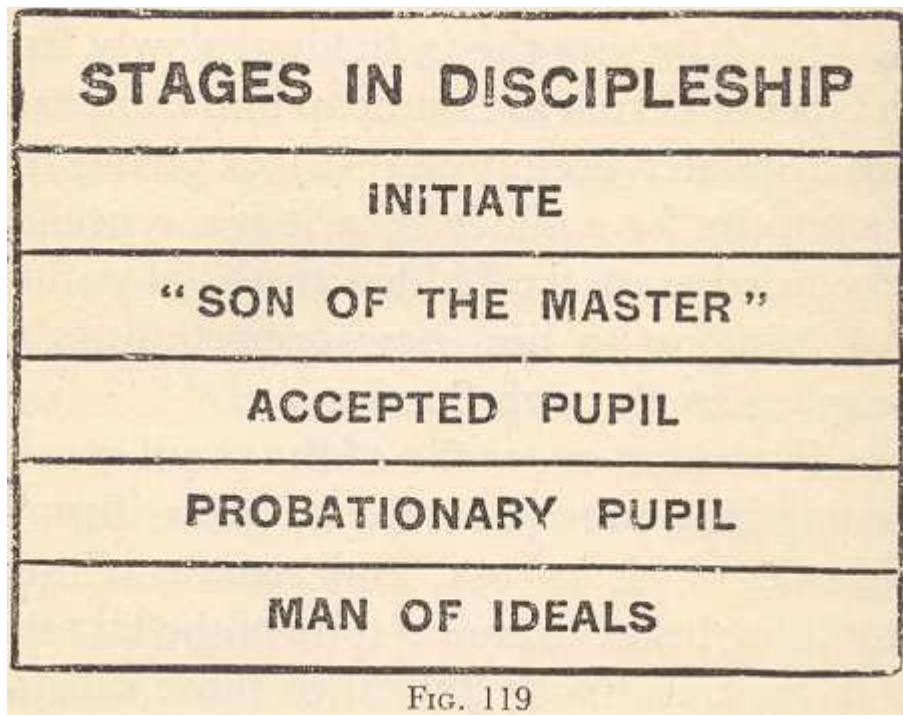 STAGES IN DISCIPLESHIP
INITIATE
“SON OF THE MASTER”
ACCEPTED PUPIL
PROBATIONARY PUPIL
MAN OF IDEALS
FIG. 119